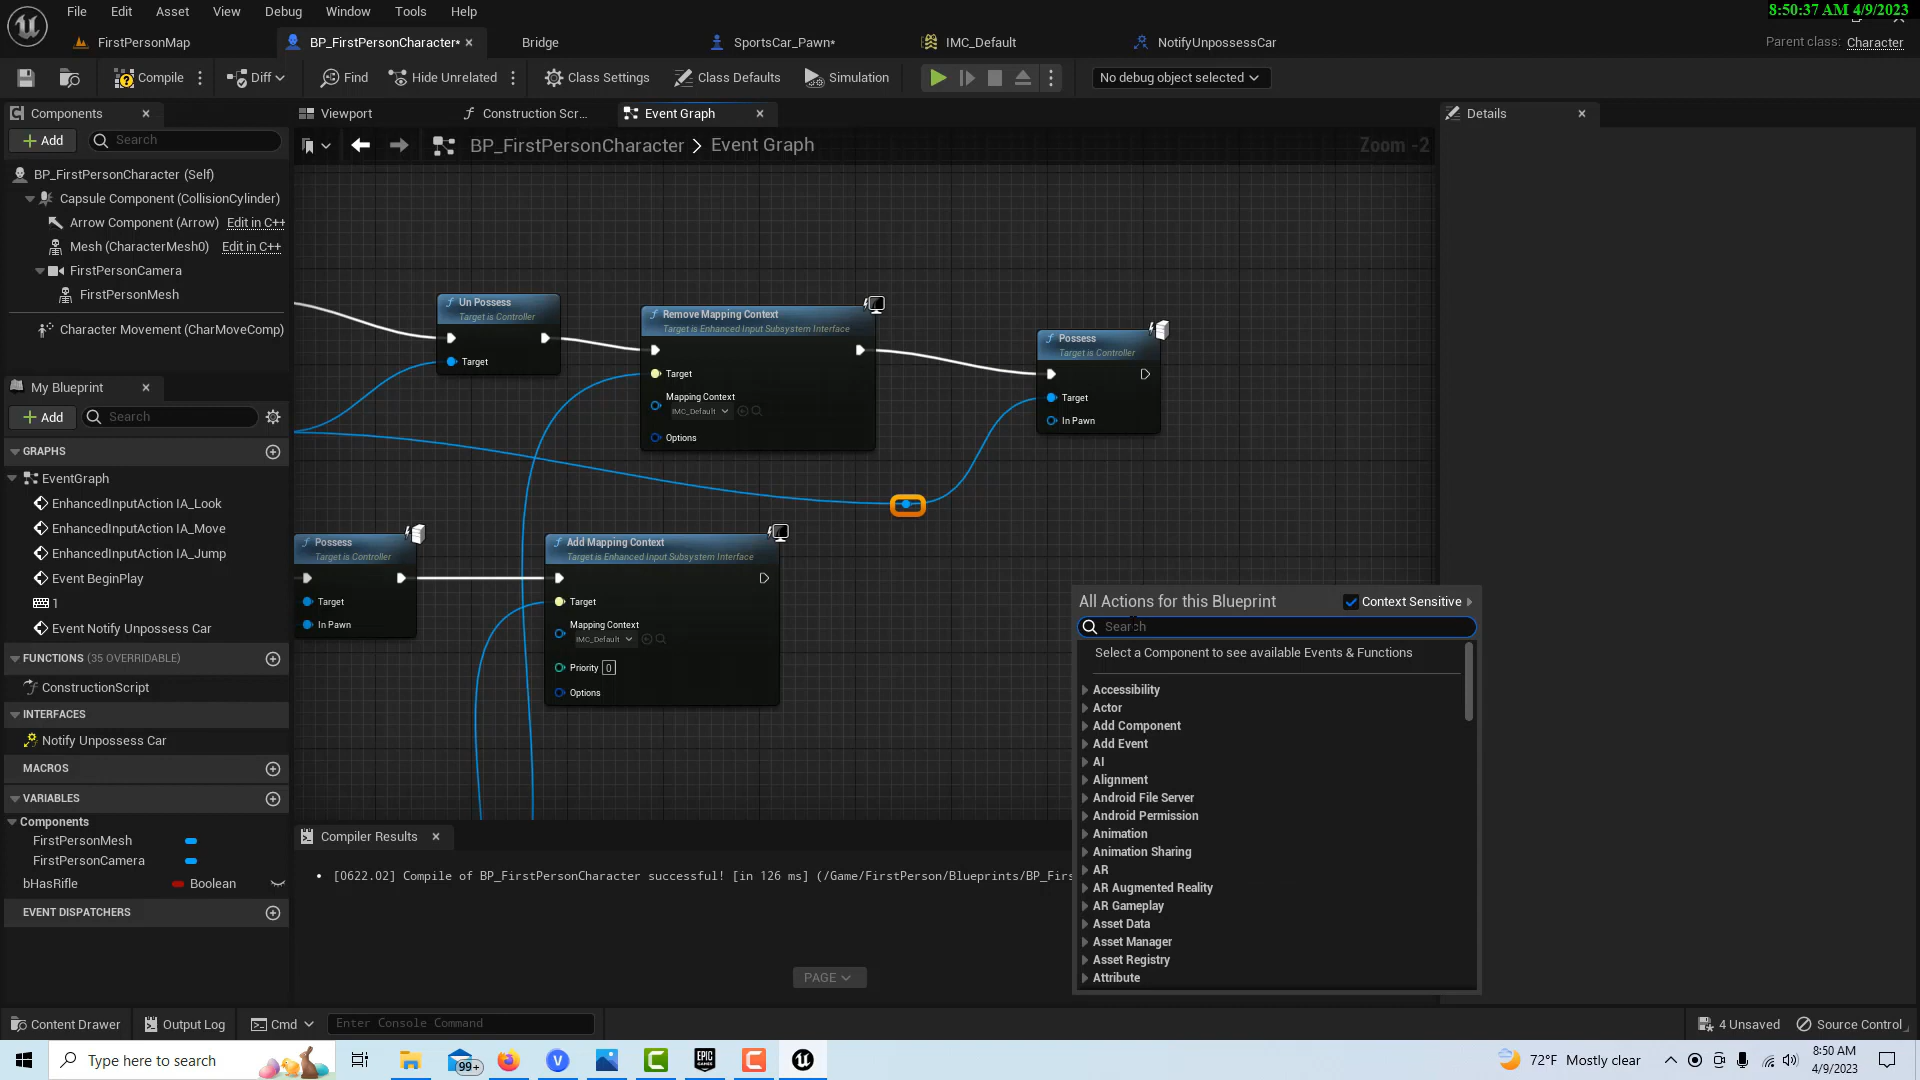 File Edit Asset View Debug Window Tools Help
8:50:37 AM 4/9/2023
FirstPersonMap
BP_FirstPersonCharacter*
Bridge
SportsCar_Pawn*
IMC_Default
NotifyUnpossessCar
Parent class: Character
Compile
Diff
Find
Hide Unrelated
Class Settings
Class Defaults
Simulation
No debug object selected
Components
Viewport
Construction Scr...
Event Graph
Details
Add
Search
BP_FirstPersonCharacter > Event Graph
Zoom -2
BP_FirstPersonCharacter (Self)
Capsule Component (CollisionCylinder)
Arrow Component (Arrow) Edit in C++
Mesh (CharacterMesh0) Edit in C++
FirstPersonCamera
FirstPersonMesh
Character Movement (CharMoveComp)
My Blueprint
Add
Search
GRAPHS
EventGraph
EnhancedInputAction IA_Look
EnhancedInputAction IA_Move
EnhancedInputAction IA_Jump
Event BeginPlay
1
Event Notify Unpossess Car
FUNCTIONS (35 OVERRIDABLE)
ConstructionScript
INTERFACES
Notify Unpossess Car
MACROS
VARIABLES
Components
FirstPersonMesh
FirstPersonCamera
bHasRifle Boolean
EVENT DISPATCHERS
Un Possess
Target is Controller
Target
Remove Mapping Context
Target is Enhanced Input Subsystem Interface
Target
Mapping Context
IMC_Default
Options
Possess
Target is Controller
Target
In Pawn
Possess
Target is Controller
Target
In Pawn
Add Mapping Context
Target is Enhanced Input Subsystem Interface
Target
Mapping Context
IMC_Default
Priority 0
Options
All Actions for this Blueprint
Context Sensitive
Search
Select a Component to see available Events & Functions
Accessibility
Actor
Add Component
Add Event
AI
Alignment
Android File Server
Android Permission
Animation
Animation Sharing
AR
AR Augmented Reality
AR Gameplay
Asset Data
Asset Manager
Asset Registry
Attribute
Compiler Results
[0622.02] Compile of BP_FirstPersonCharacter successful! [in 126 ms] (/Game/FirstPerson/Blueprints/BP_Firs
PAGE
Content Drawer
Output Log
Cmd
Enter Console Command
4 Unsaved
Source Control
Type here to search
99+
EPIC GAMES
72°F Mostly clear
8:50 AM
4/9/2023